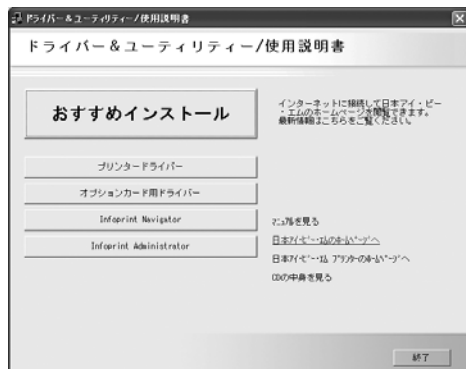 ドライバー&ユーティリティー/使用説明書
ドライバー&ユーティリティー/使用説明書
おすすめインストール
インターネットに接続して日本アイ・ビー
・エムのホームページを閲覧できます。
最新情報はこちらをご覧ください。
プリンタードライバー
オプションカード用ドライバー
Infoprint Navigator
Infoprint Administrator
マニュアルを見る
日本アイ・ビー・エムのホームページへ
日本アイ・ビー・エム プリンターのホームページへ
CDの中身を見る
終了